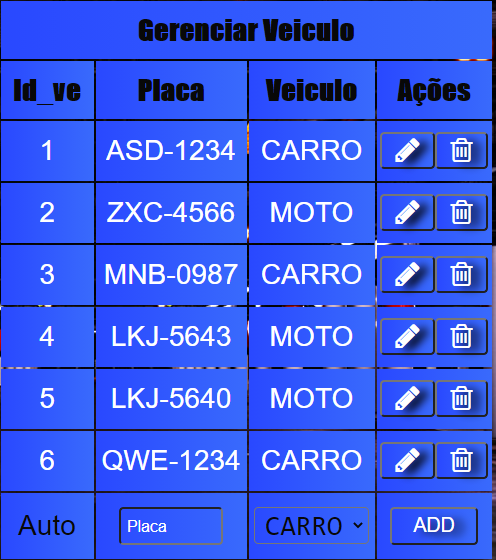 Gerenciar Veiculo
Id_ve Placa Veiculo Ações
1 ASD-1234 CARRO
2 ZXC-4566 MOTO
3 MNB-0987 CARRO
4 LKJ-5643 MOTO
5 LKJ-5640 MOTO
6 QWE-1234 CARRO
Auto Placa CARRO ADD